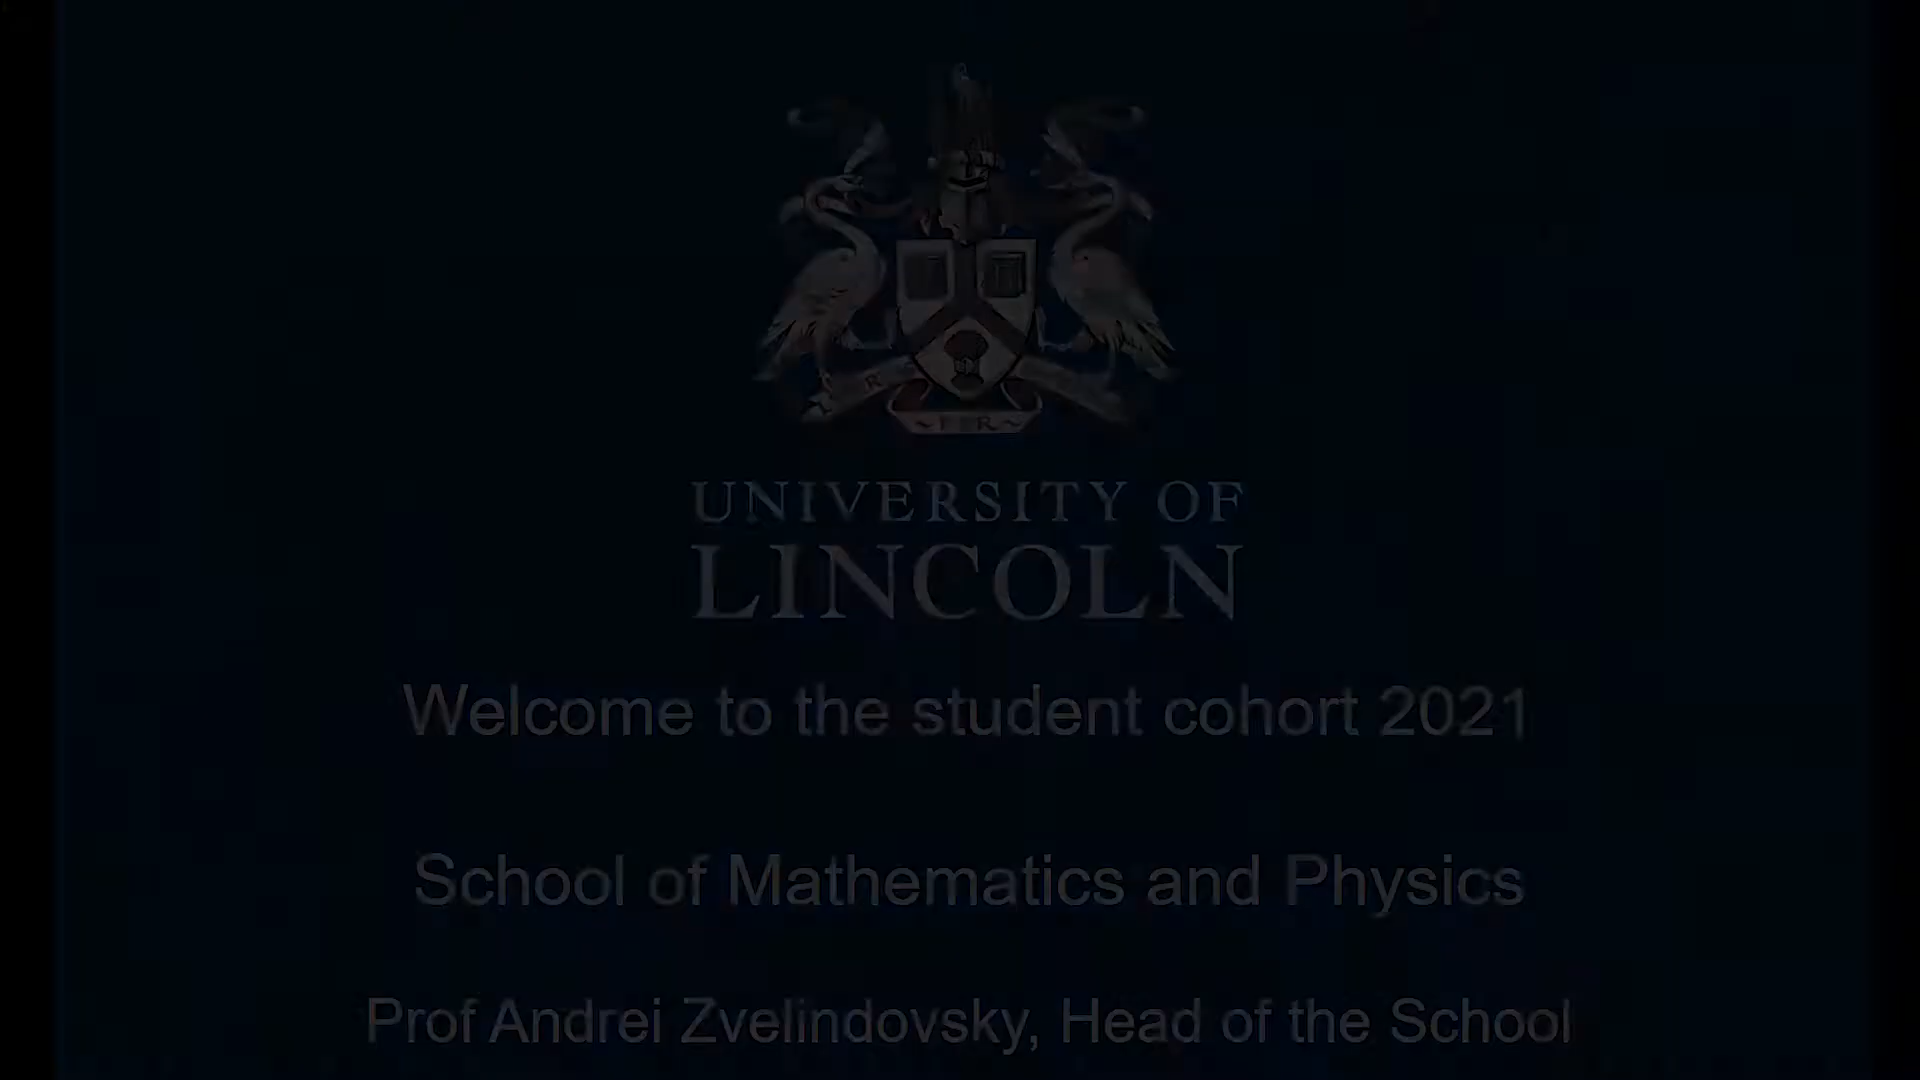 UNIVERSITY OF
LINCOLN
Welcome to the student cohort 2021
School of Mathematics and Physics
Prof Andrei Zvelindovsky, Head of the School